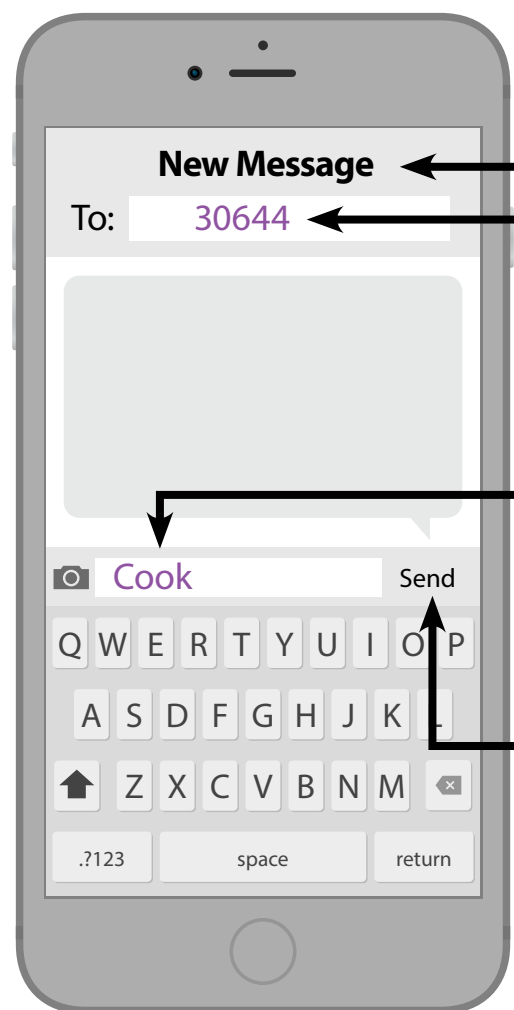 New Message
To: 30644
Cook
Send
Q W E R T Y U I O P
A S D F G H J K L
Z X C V B N M
.?123 space return